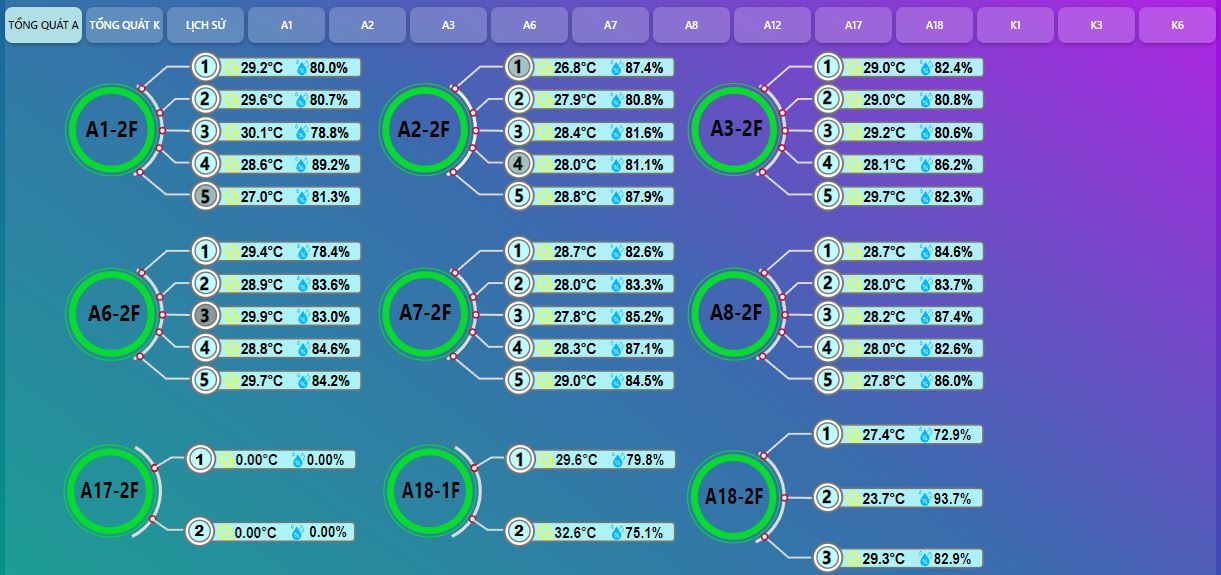 TỔNG QUÁT A TỔNG QUÁT K LỊCH SỬ A1 A2 A3 A6 A7 A8 A12 A17 A18 K1 K3 K6
A1-2F
1 29.2°C 80.0%
2 29.6°C 80.7%
3 30.1°C 78.8%
4 28.6°C 89.2%
5 27.0°C 81.3%
A2-2F
1 26.8°C 87.4%
2 27.9°C 80.8%
3 28.4°C 81.6%
4 28.0°C 81.1%
5 28.8°C 87.9%
A3-2F
1 29.0°C 82.4%
2 29.0°C 80.8%
3 29.2°C 80.6%
4 28.1°C 86.2%
5 29.7°C 82.3%
A6-2F
1 29.4°C 78.4%
2 28.9°C 83.6%
3 29.9°C 83.0%
4 28.8°C 84.6%
5 29.7°C 84.2%
A7-2F
1 28.7°C 82.6%
2 28.0°C 83.3%
3 27.8°C 85.2%
4 28.3°C 87.1%
5 29.0°C 84.5%
A8-2F
1 28.7°C 84.6%
2 28.0°C 83.7%
3 28.2°C 87.4%
4 28.0°C 82.6%
5 27.8°C 86.0%
A17-2F
1 0.00°C 0.00%
2 0.00°C 0.00%
A18-1F
1 29.6°C 79.8%
2 32.6°C 75.1%
A18-2F
1 27.4°C 72.9%
2 23.7°C 93.7%
3 29.3°C 82.9%